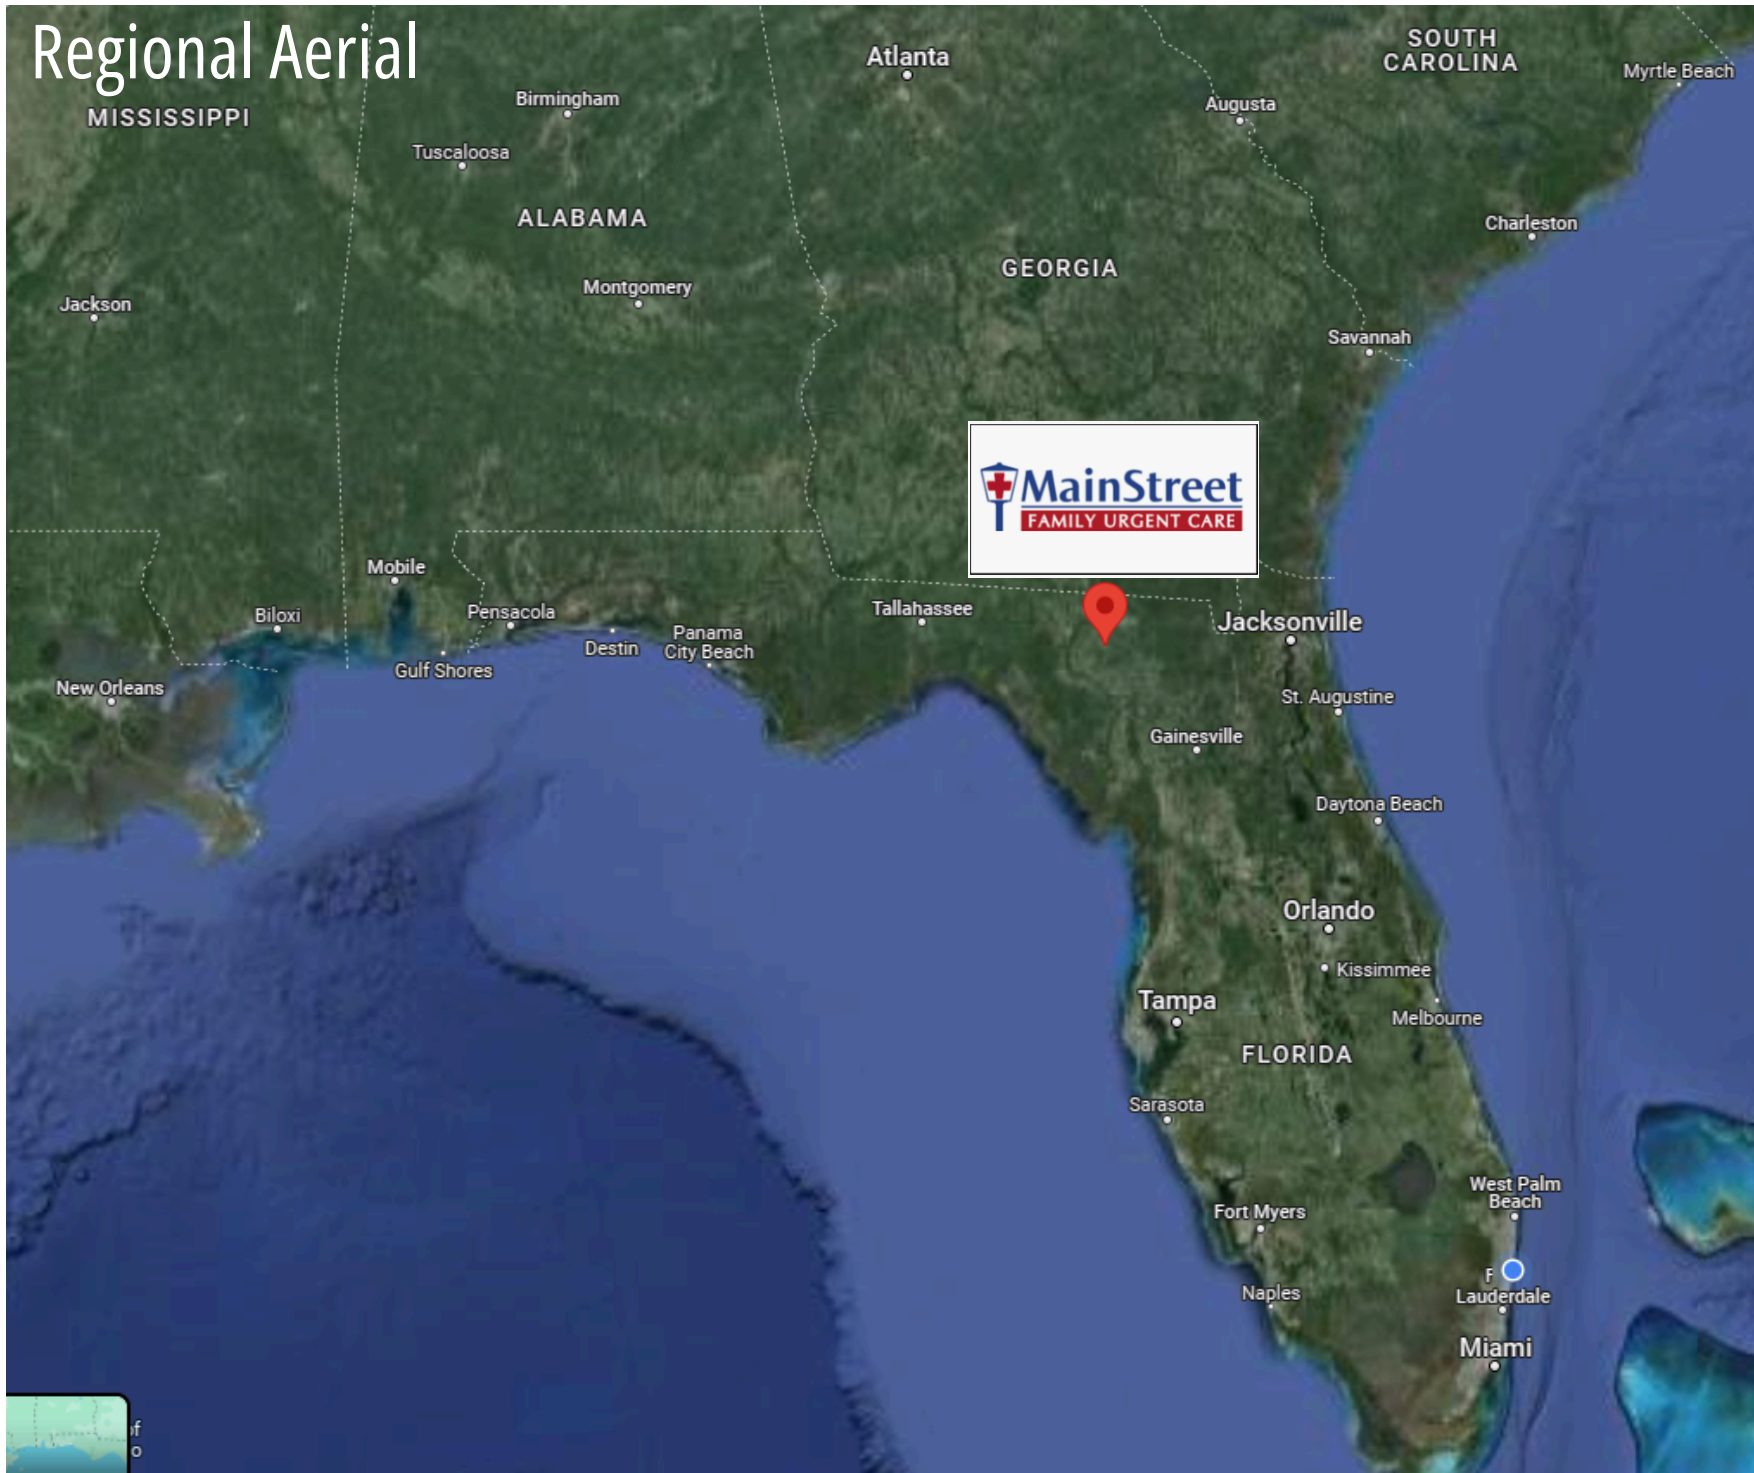 Regional Aerial
Atlanta
SOUTH
CAROLINA
Myrtle Beach
MISSISSIPPI
Birmingham
Augusta
Tuscaloosa
ALABAMA
Charleston
GEORGIA
Montgomery
Jackson
Savannah
MainStreet
FAMILY URGENT CARE
Mobile
Biloxi
Pensacola
Tallahassee
Jacksonville
Destin
Panama
City Beach
Gulf Shores
New Orleans
St. Augustine
Gainesville
Daytona Beach
Orlando
Kissimmee
Tampa
Melbourne
FLORIDA
Sarasota
West Palm
Beach
Fort Myers
F
Lauderdale
Naples
Miami